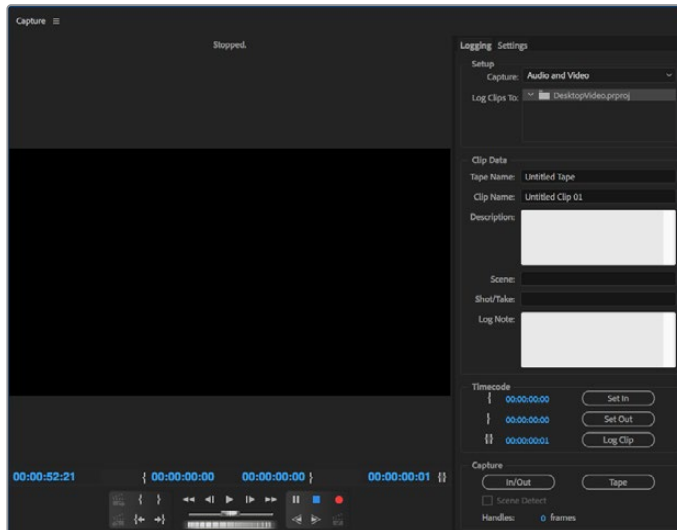 Capture
Stopped.
Logging Settings
Setup
Capture: Audio and Video
Log Clips To: DesktopVideo.prproj
Clip Data
Tape Name: Untitled Tape
Clip Name: Untitled Clip 01
Description:
Scene:
Shot/Take:
Log Note:
Timecode
{ 00:00:00:00 Set In
} 00:00:00:00 Set Out
{} 00:00:00:01 Log Clip
00:00:52:21 { 00:00:00:00 00:00:00:00 } 00:00:00:01 {}
Capture
In/Out Tape
Scene Detect
Handles: 0 frames